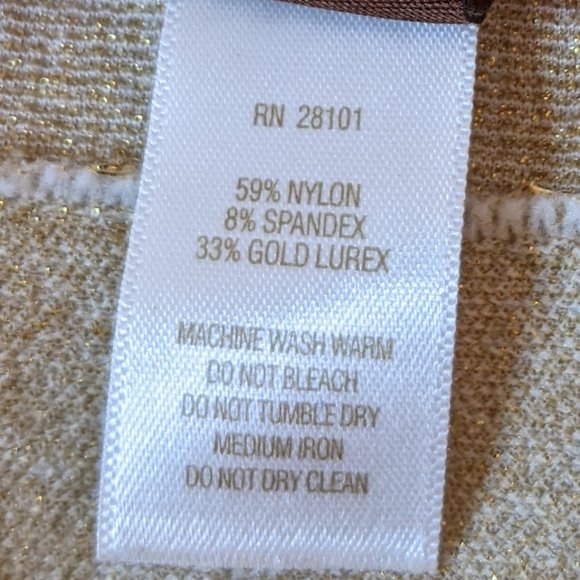 RN 28101
59% NYLON
8% SPANDEX
33% GOLD LUREX
MACHINE WASH WARM
DO NOT BLEACH
DO NOT TUMBLE DRY
MEDIUM IRON
DO NOT DRY CLEAN